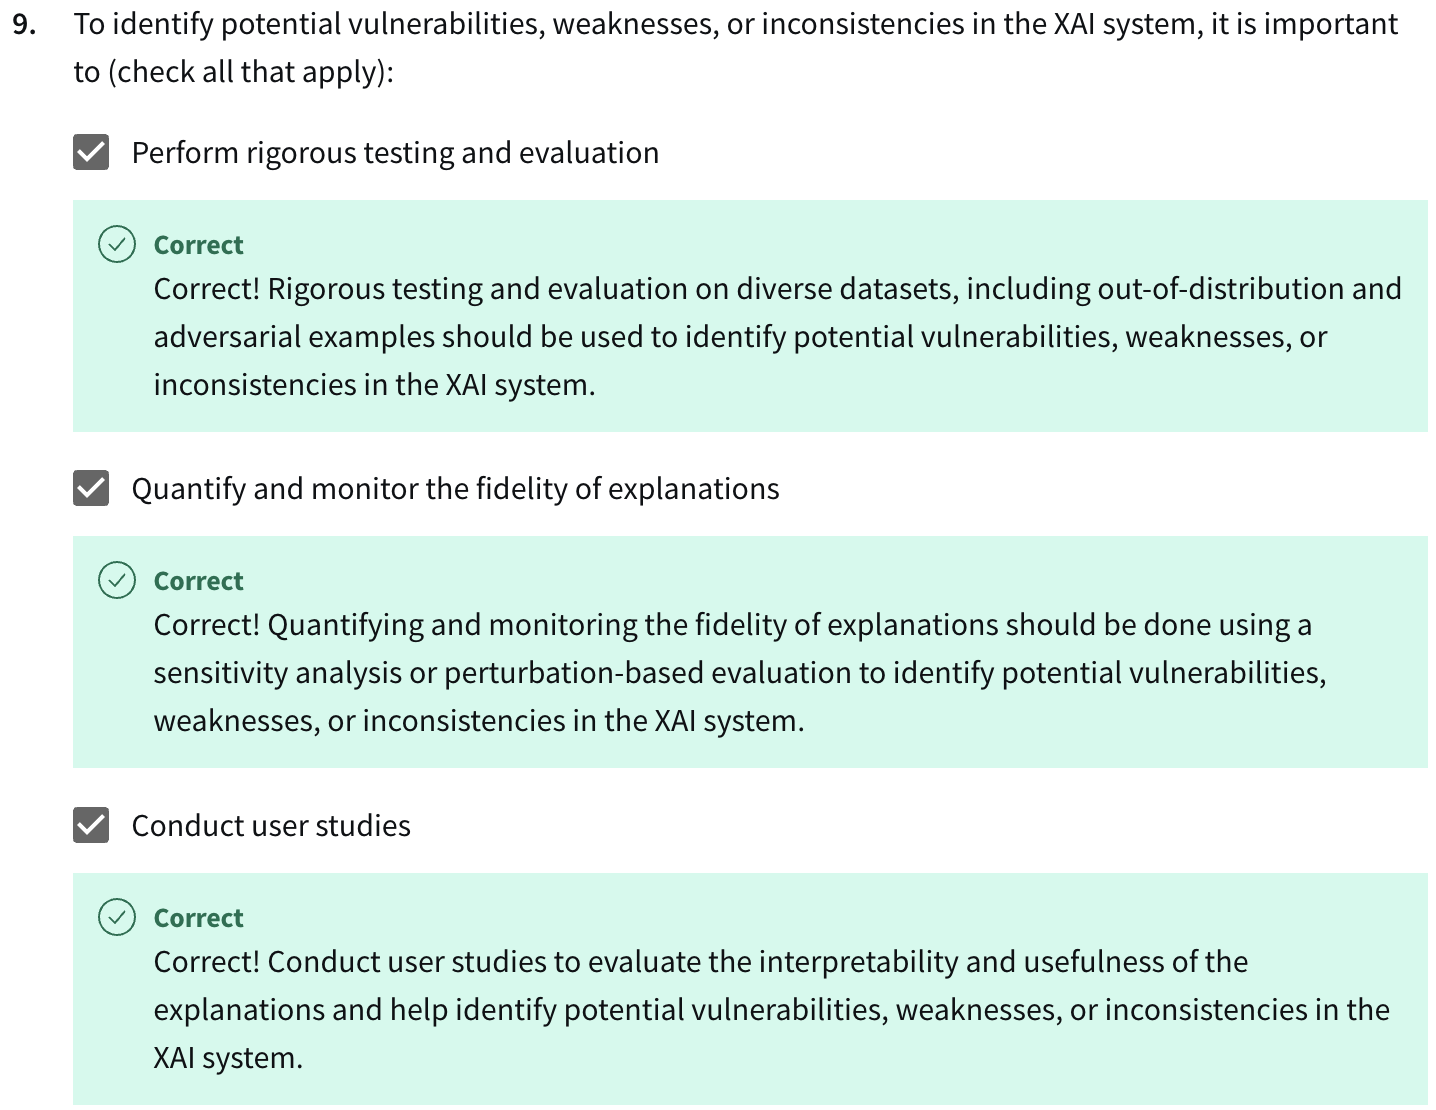 9. To identify potential vulnerabilities, weaknesses, or inconsistencies in the XAI system, it is important
to (check all that apply):
Perform rigorous testing and evaluation
Correct
Correct! Rigorous testing and evaluation on diverse datasets, including out-of-distribution and
adversarial examples should be used to identify potential vulnerabilities, weaknesses, or
inconsistencies in the XAI system.
Quantify and monitor the fidelity of explanations
Correct
Correct! Quantifying and monitoring the fidelity of explanations should be done using a
sensitivity analysis or perturbation-based evaluation to identify potential vulnerabilities,
weaknesses, or inconsistencies in the XAI system.
Conduct user studies
Correct
Correct! Conduct user studies to evaluate the interpretability and usefulness of the
explanations and help identify potential vulnerabilities, weaknesses, or inconsistencies in the
XAI system.